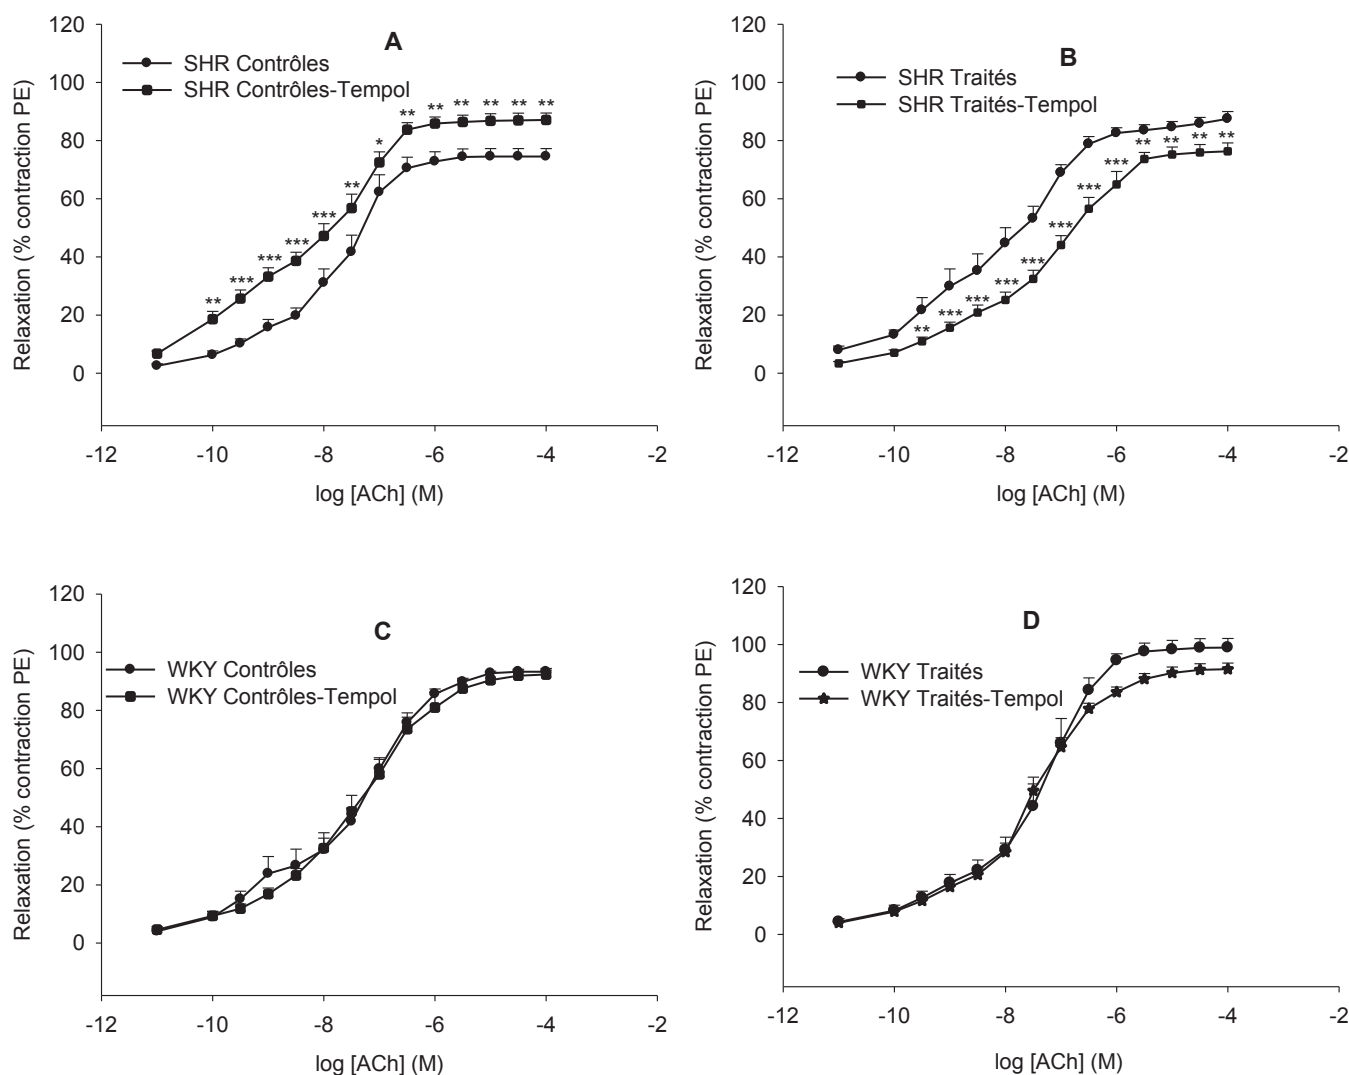 A
SHR Contrôles
SHR Contrôles-Tempol
Relaxation (% contraction PE)
120
100
80
60
40
20
0
** *** *** *** *** ** * ** ** ** ** ** **
-12 -10 -8 -6 -4 -2
log [ACh] (M)
B
SHR Traités
SHR Traités-Tempol
Relaxation (% contraction PE)
120
100
80
60
40
20
0
** *** *** *** *** *** *** *** ** ** ** **
-12 -10 -8 -6 -4 -2
log [ACh] (M)
C
WKY Contrôles
WKY Contrôles-Tempol
Relaxation (% contraction PE)
120
100
80
60
40
20
0
-12 -10 -8 -6 -4 -2
log [ACh] (M)
D
WKY Traités
WKY Traités-Tempol
Relaxation (% contraction PE)
120
100
80
60
40
20
0
-12 -10 -8 -6 -4 -2
log [ACh] (M)